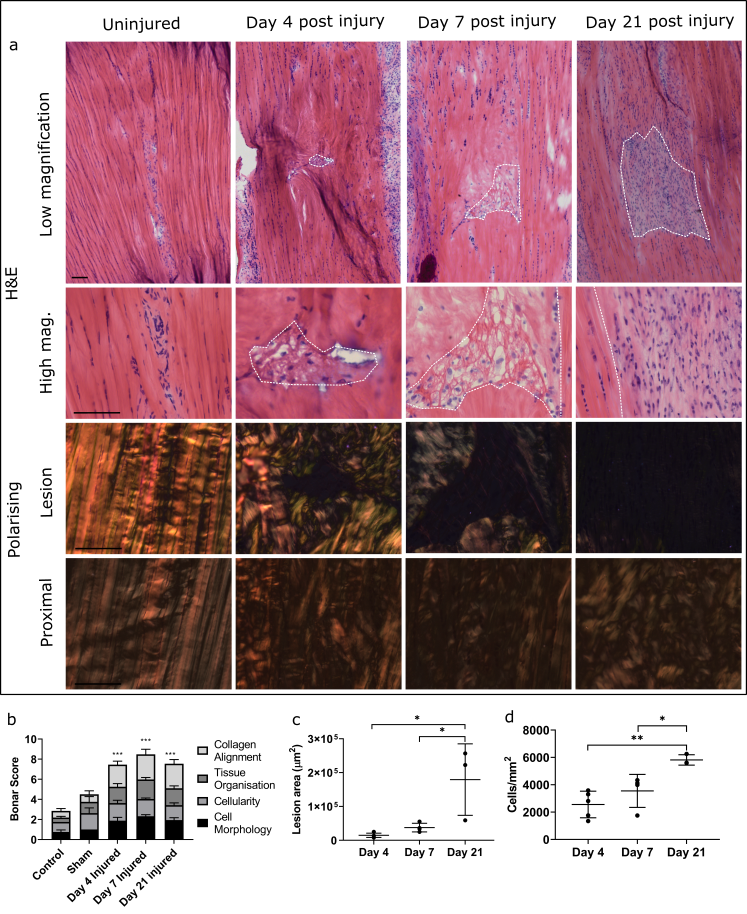 Uninjured
Day 4 post injury
Day 7 post injury
Day 21 post injury
a
H&E
Low magnification
High mag.
Polarising
Lesion
Proximal
b
Bonar Score
10
8
6
4
2
0
Control
Sham
Day 4 Injured
Day 7 Injured
Day 21 injured
***
***
***
Collagen
Alignment
Tissue
Organisation
Cellularity
Cell
Morphology
c
Lesion area (µm²)
3×10⁵
2×10⁵
1×10⁵
0
Day 4
Day 7
Day 21
*
*
d
Cells/mm²
8000
6000
4000
2000
0
Day 4
Day 7
Day 21
*
**